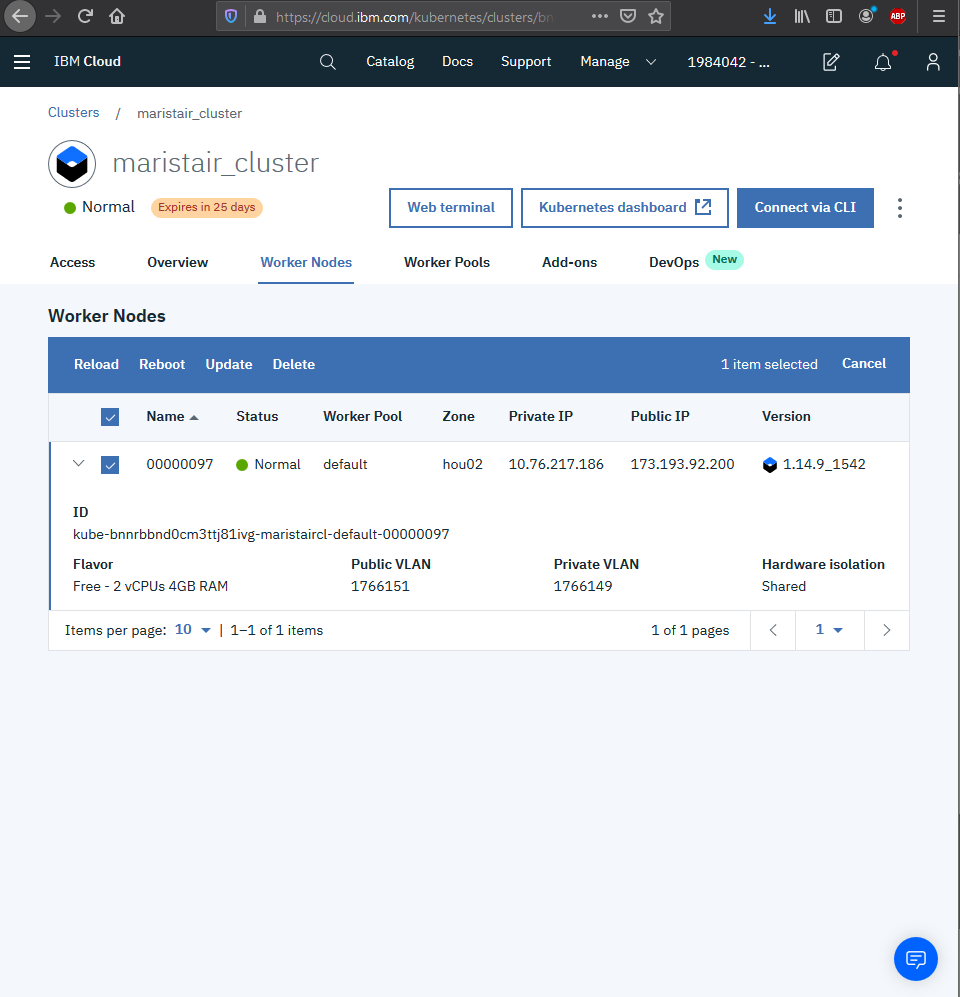 https://cloud.ibm.com/kubernetes/clusters/bn
ABP
IBM Cloud Catalog Docs Support Manage 1984042 - ...
Clusters / maristair_cluster
maristair_cluster
Normal Expires in 25 days Web terminal Kubernetes dashboard Connect via CLI
Access Overview Worker Nodes Worker Pools Add-ons DevOps New
Worker Nodes
Reload Reboot Update Delete 1 item selected Cancel
Name Status Worker Pool Zone Private IP Public IP Version
00000097 Normal default hou02 10.76.217.186 173.193.92.200 1.14.9_1542
ID
kube-bnnrbbnd0cm3ttj81ivg-maristaircl-default-00000097
Flavor Public VLAN Private VLAN Hardware isolation
Free - 2 vCPUs 4GB RAM 1766151 1766149 Shared
Items per page: 10 | 1–1 of 1 items 1 of 1 pages 1